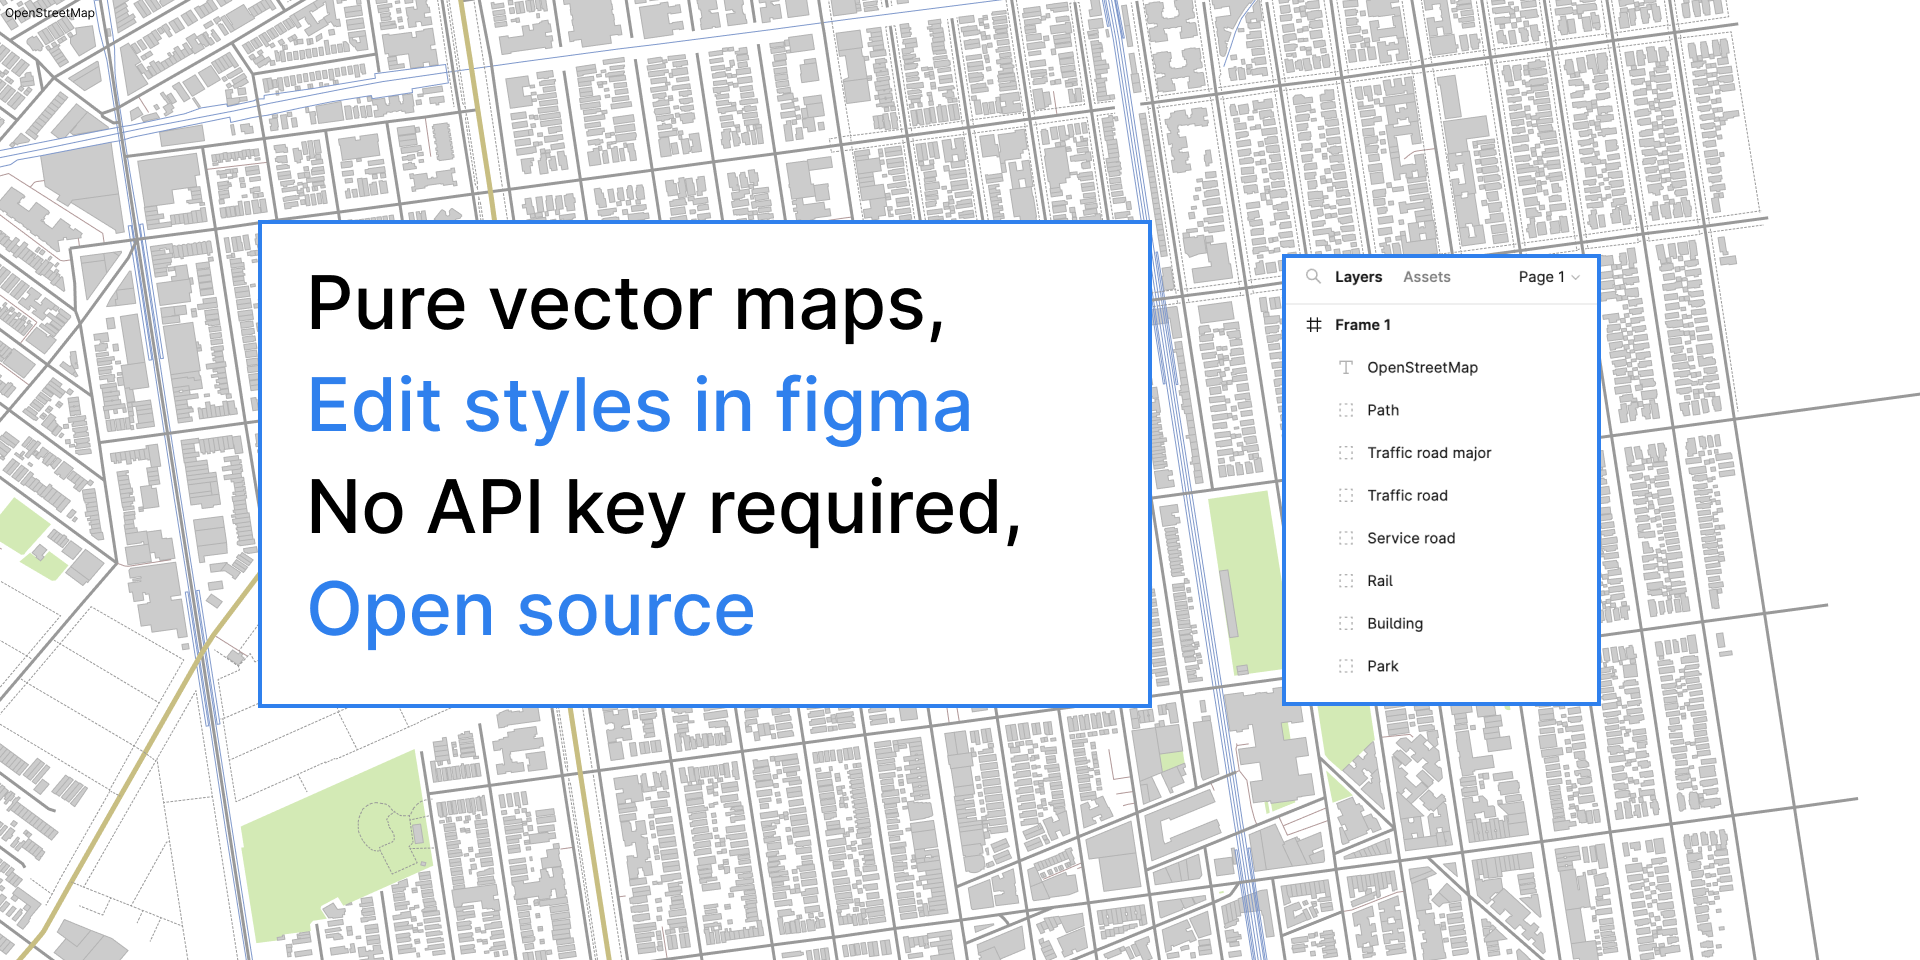 OpenStreetMap
Pure vector maps,
Edit styles in figma
No API key required,
Open source
Layers Assets Page 1
Frame 1
OpenStreetMap
Path
Traffic road major
Traffic road
Service road
Rail
Building
Park